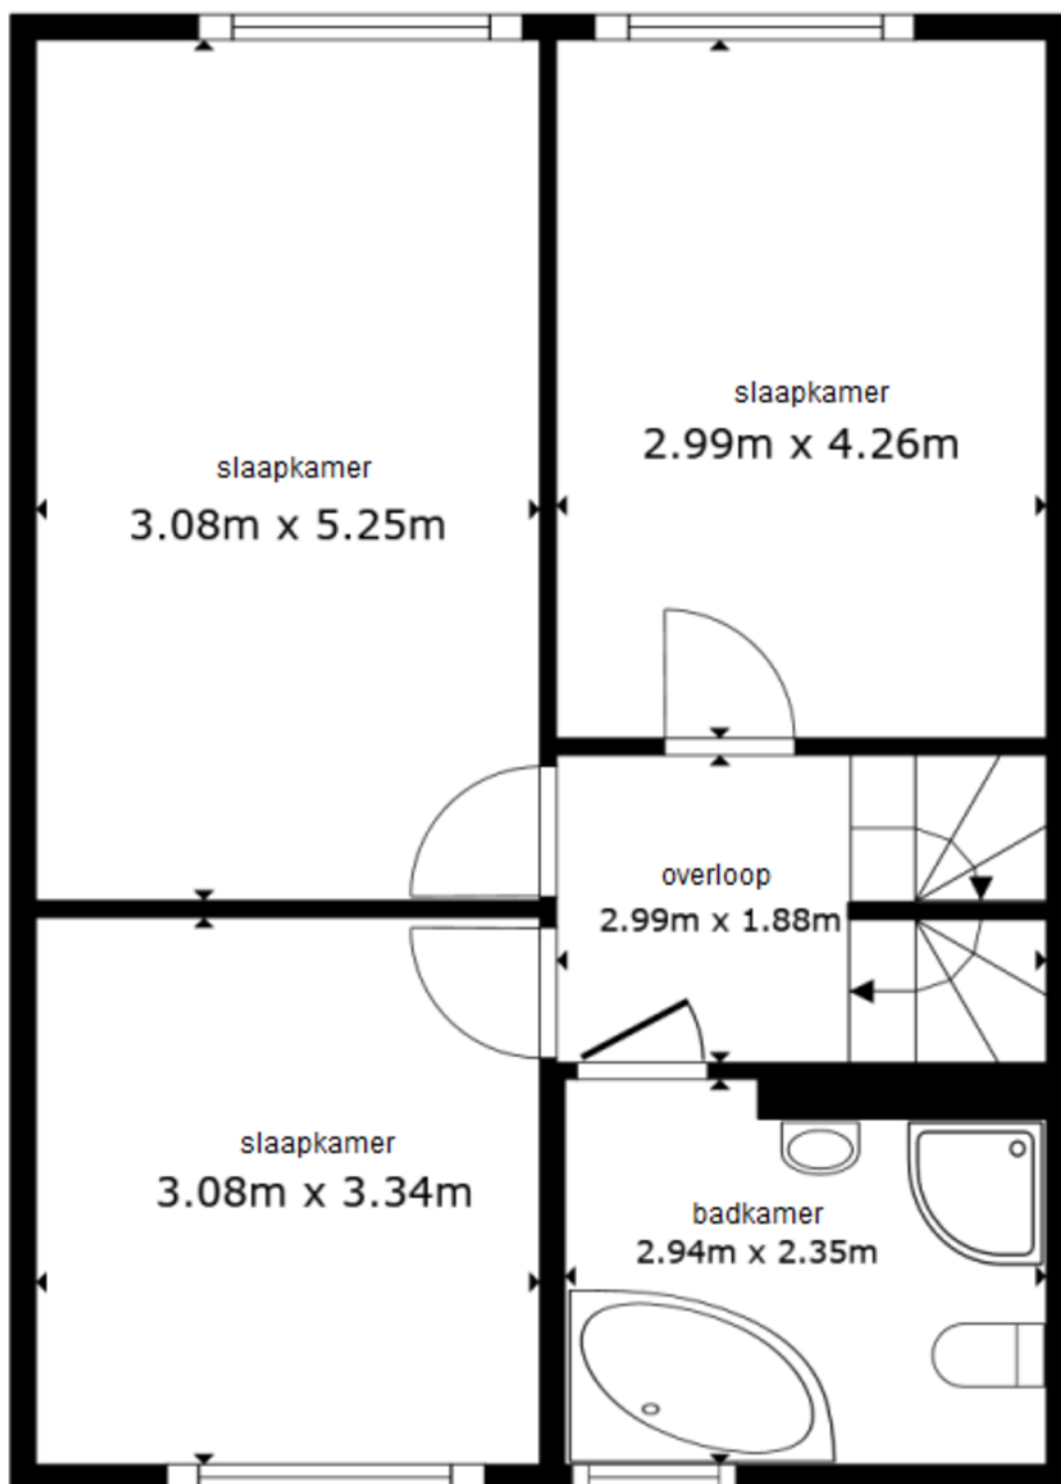 slaapkamer
2.99m x 4.26m
slaapkamer
3.08m x 5.25m
overloop
2.99m x 1.88m
slaapkamer
3.08m x 3.34m
badkamer
2.94m x 2.35m